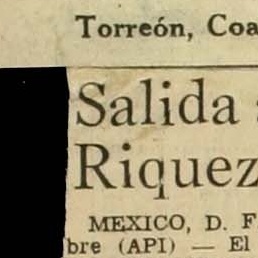 Torreón, Coa
Salida
Riquez
MEXICO, D. F
bre (API) — El